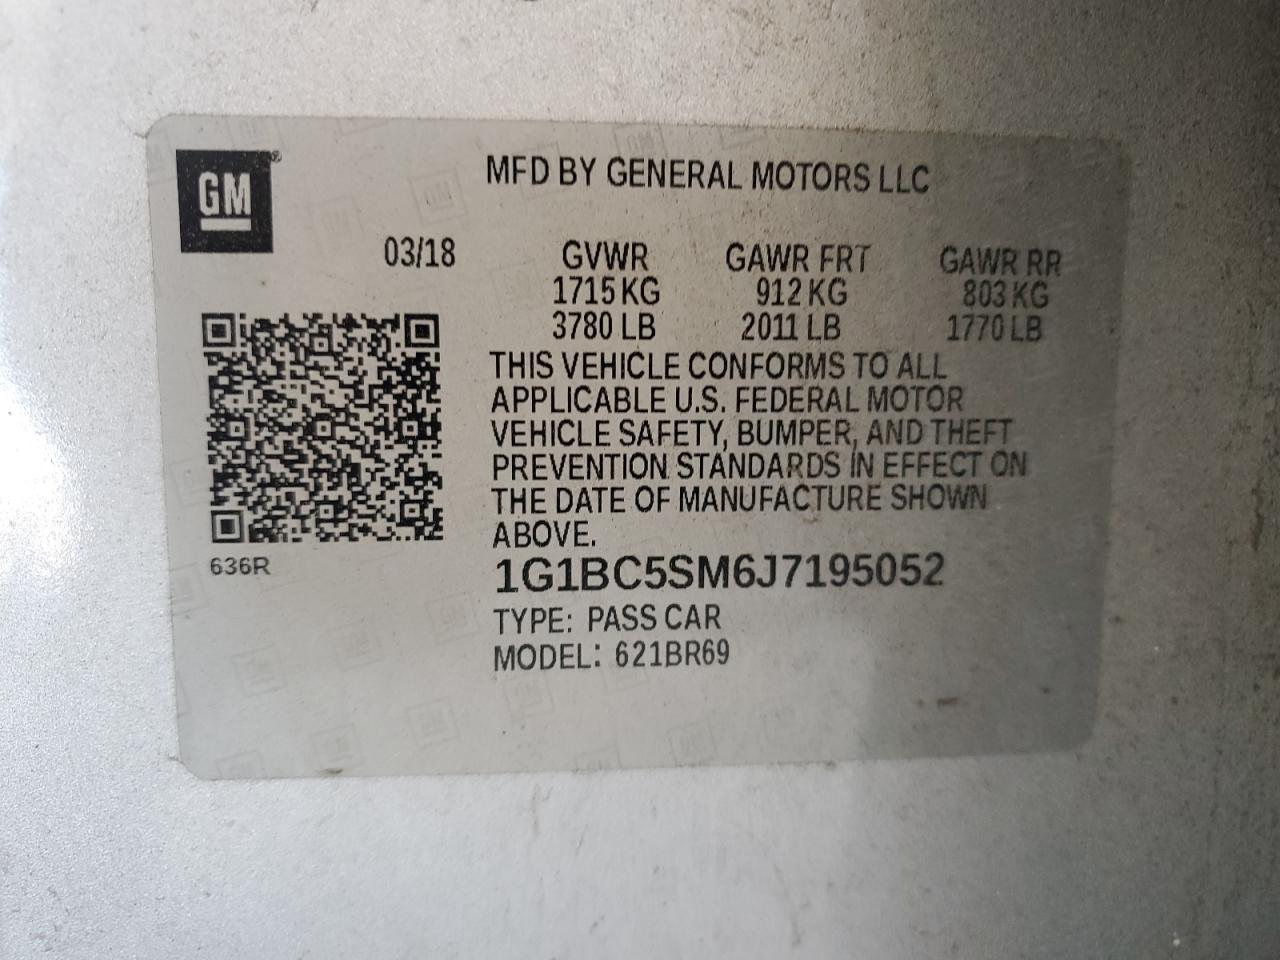 GM
MFD BY GENERAL MOTORS LLC
03/18 GVWR GAWR FRT GAWR RR
1715 KG 912 KG 803 KG
3780 LB 2011 LB 1770 LB
THIS VEHICLE CONFORMS TO ALL
APPLICABLE U.S. FEDERAL MOTOR
VEHICLE SAFETY, BUMPER, AND THEFT
PREVENTION STANDARDS IN EFFECT ON
THE DATE OF MANUFACTURE SHOWN
ABOVE.
636R
1G1BC5SM6J7195052
TYPE: PASS CAR
MODEL: 621BR69